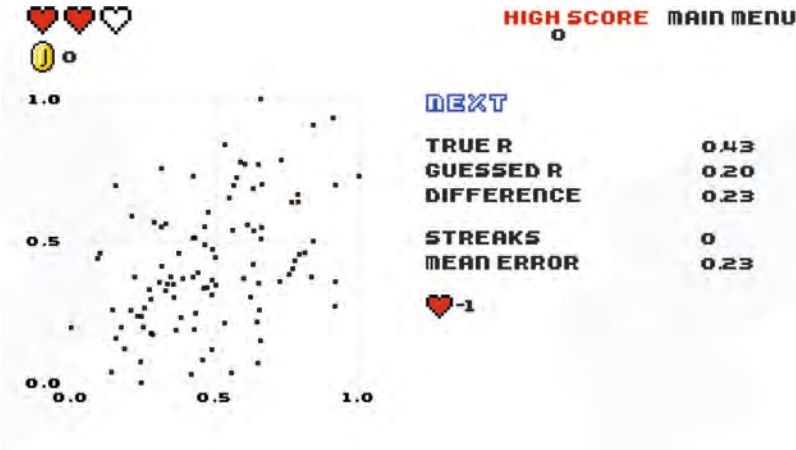 HIGH SCORE MAIN MENU
0
0
1.0
0.5
0.0
0.0 0.5 1.0
NEXT
TRUE R 0.43
GUESSED R 0.20
DIFFERENCE 0.23
STREAKS 0
MEAN ERROR 0.23
-1